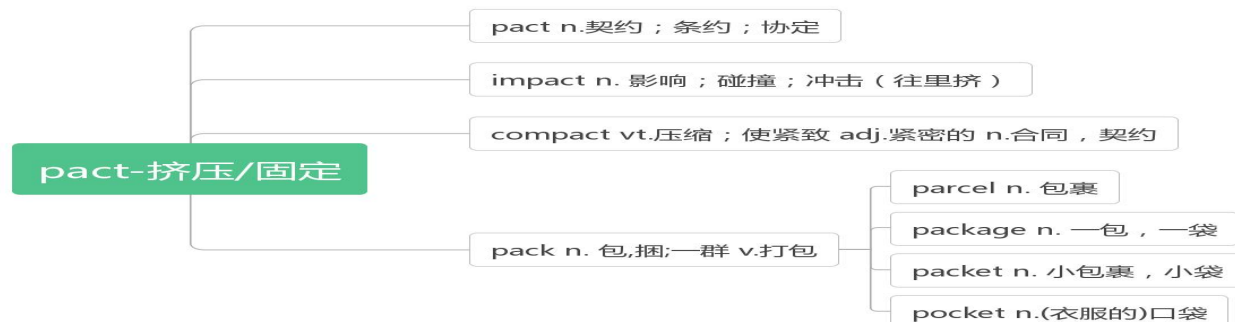 pact-挤压/固定
pact n.契约；条约；协定
impact n. 影响；碰撞；冲击（往里挤）
compact vt.压缩；使紧致 adj.紧密的 n.合同，契约
pack n. 包,捆;一群 v.打包
parcel n. 包裹
package n. 一包，一袋
packet n. 小包裹，小袋
pocket n.(衣服的)口袋